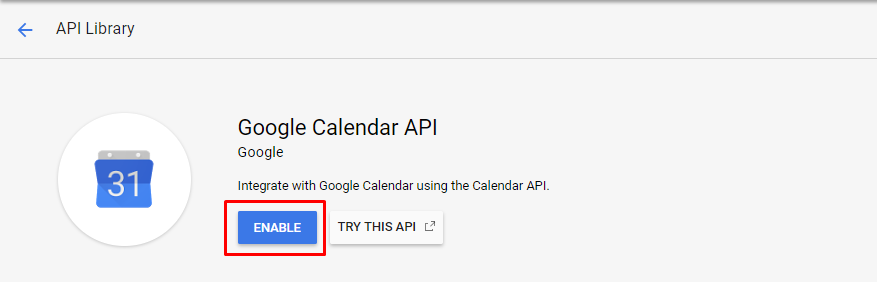 API Library
31
Google Calendar API
Google
Integrate with Google Calendar using the Calendar API.
ENABLE
TRY THIS API